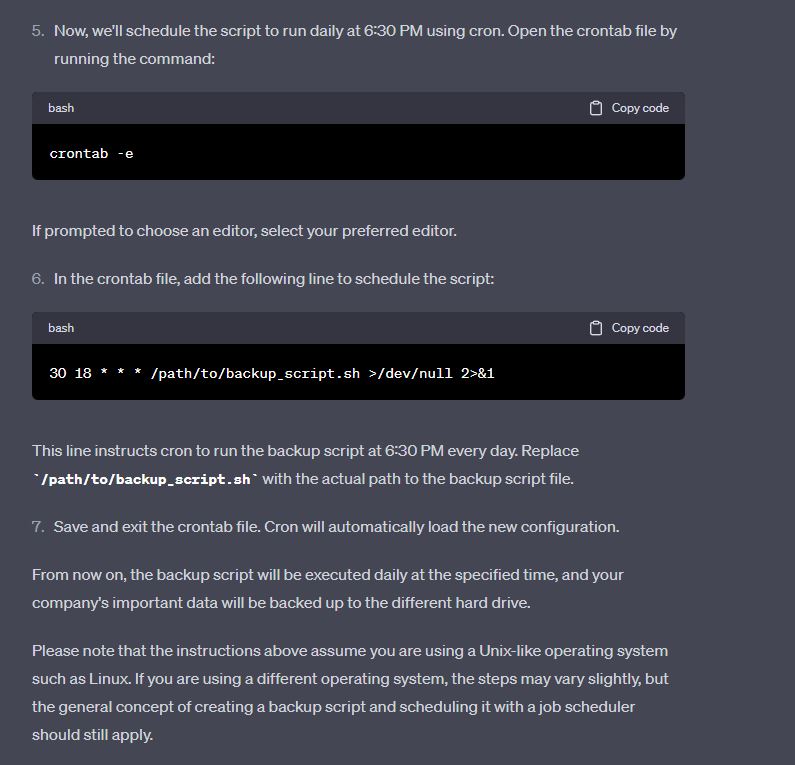 5. Now, we'll schedule the script to run daily at 6:30 PM using cron. Open the crontab file by
running the command:
bash Copy code
crontab -e
If prompted to choose an editor, select your preferred editor.
6. In the crontab file, add the following line to schedule the script:
bash Copy code
30 18 * * * /path/to/backup_script.sh >/dev/null 2>&1
This line instructs cron to run the backup script at 6:30 PM every day. Replace
`/path/to/backup_script.sh` with the actual path to the backup script file.
7. Save and exit the crontab file. Cron will automatically load the new configuration.
From now on, the backup script will be executed daily at the specified time, and your
company's important data will be backed up to the different hard drive.
Please note that the instructions above assume you are using a Unix-like operating system
such as Linux. If you are using a different operating system, the steps may vary slightly, but
the general concept of creating a backup script and scheduling it with a job scheduler
should still apply.